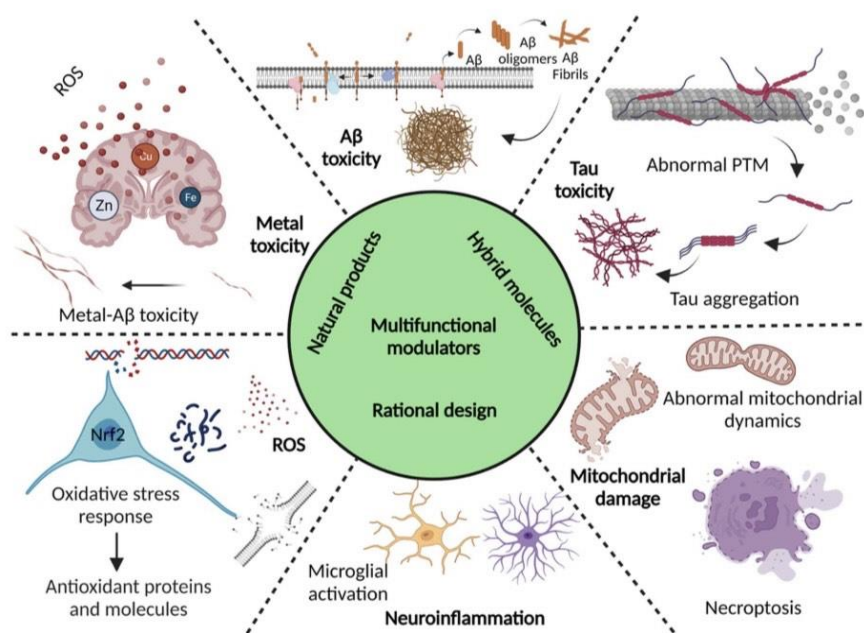 ROS
Cu
Zn
Fe
Metal
toxicity
Metal-Aβ toxicity
Aβ
Aβ
oligomers
Aβ
Fibrils
Aβ
toxicity
Tau
toxicity
Abnormal PTM
Tau aggregation
Natural products
Hybrid molecules
Multifunctional
modulators
Rational design
Nrf2
ROS
Oxidative stress
response
Antioxidant proteins
and molecules
Microglial
activation
Neuroinflammation
Abnormal mitochondrial
dynamics
Mitochondrial
damage
Necroptosis